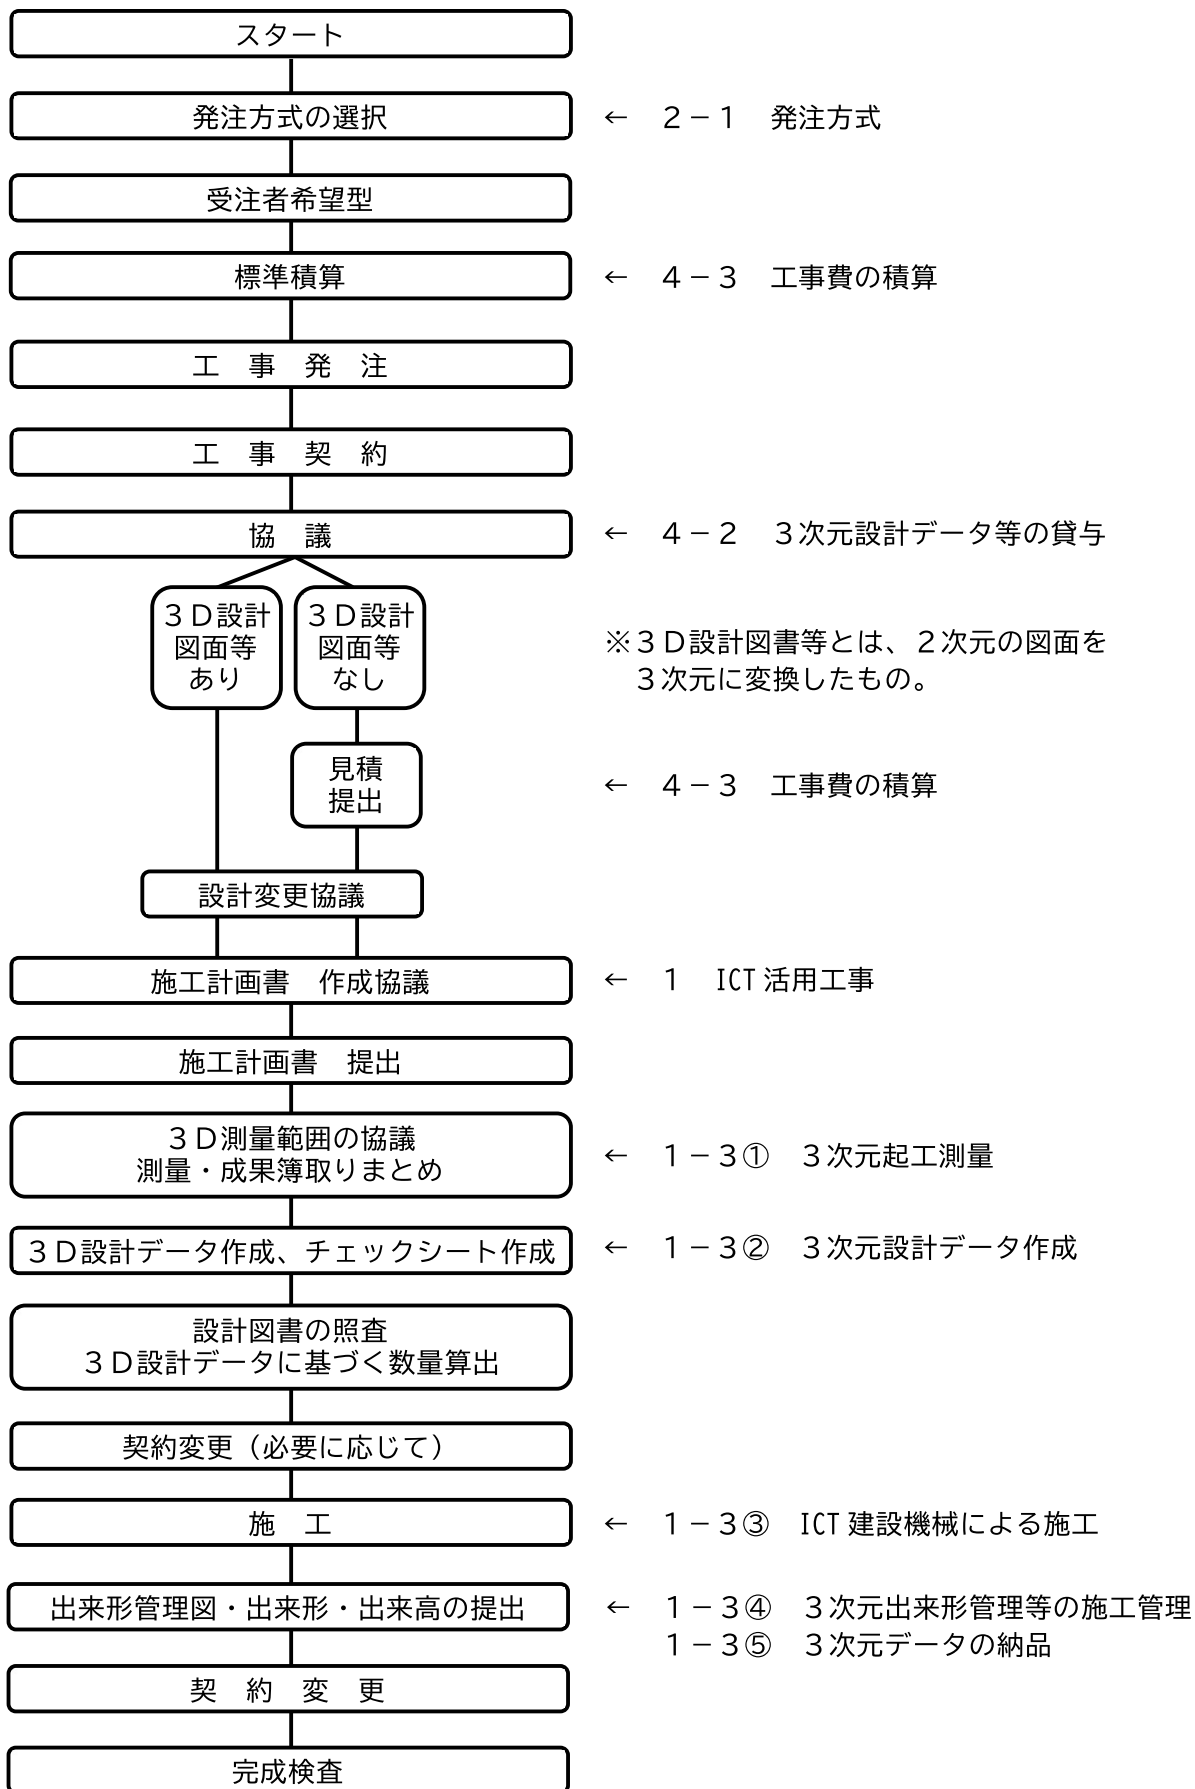 スタート
発注方式の選択
← ２－１　発注方式
受注者希望型
標準積算
← ４－３　工事費の積算
工　事　発　注
工　事　契　約
協　議
← ４－２　３次元設計データ等の貸与
３Ｄ設計
図面等
あり
３Ｄ設計
図面等
なし
※３Ｄ設計図書等とは、２次元の図面を
３次元に変換したもの。
見積
提出
← ４－３　工事費の積算
設計変更協議
施工計画書　作成協議
← １　ICT 活用工事
施工計画書　提出
３Ｄ測量範囲の協議
測量・成果簿取りまとめ
← １－３①　３次元起工測量
３Ｄ設計データ作成、チェックシート作成
← １－３②　３次元設計データ作成
設計図書の照査
３Ｄ設計データに基づく数量算出
契約変更（必要に応じて）
施　工
← １－３③　ICT 建設機械による施工
出来形管理図・出来形・出来高の提出
← １－３④　３次元出来形管理等の施工管理
１－３⑤　３次元データの納品
契　約　変　更
完成検査